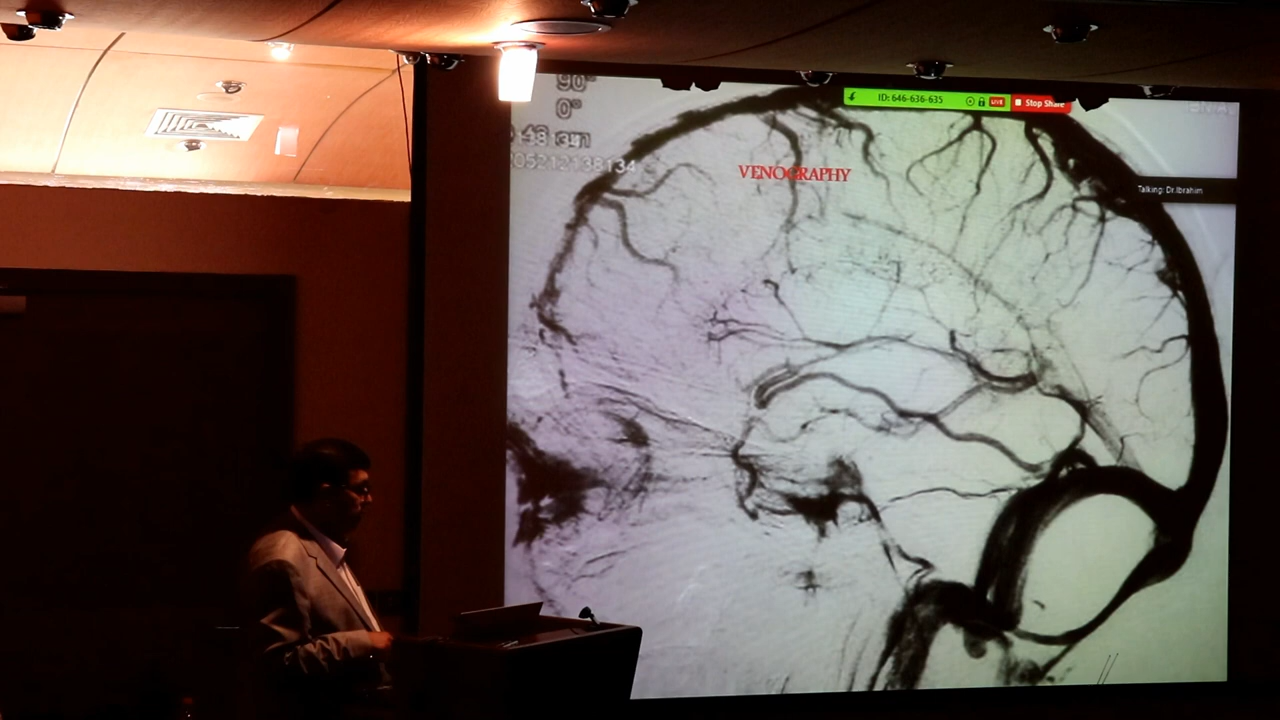 90°
0°
ID: 646-636-635
LIVE
Stop Share
VENOGRAPHY
Talking: Dr.Ibrahim